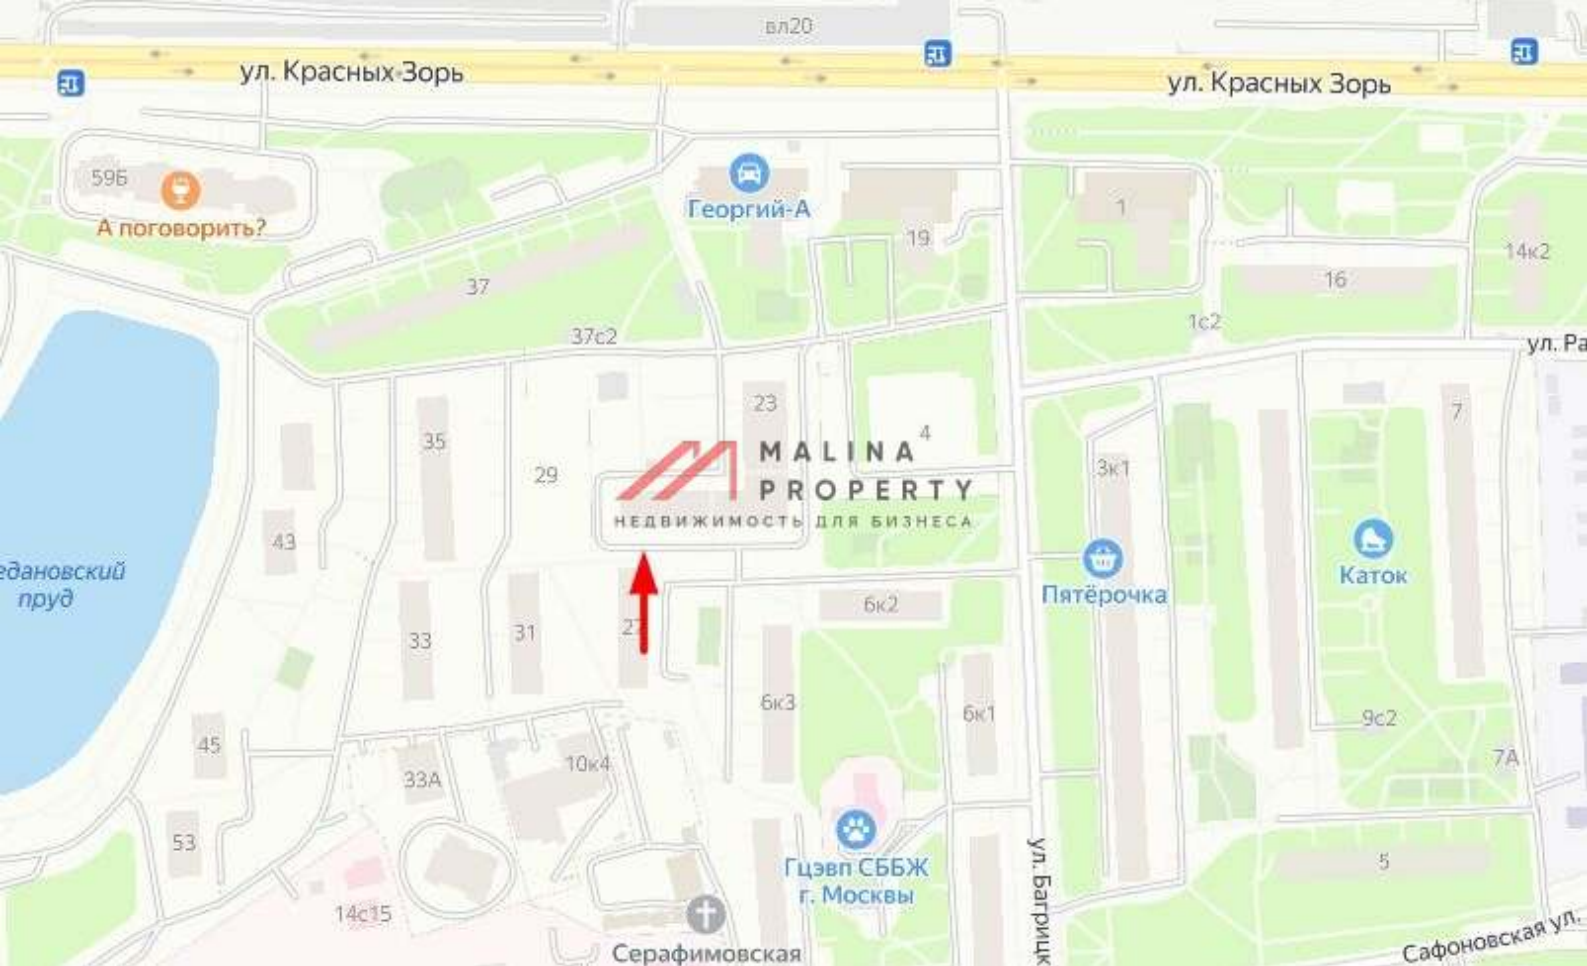 вл20
ул. Красных Зорь
ул. Красных Зорь
59Б
А поговорить?
Георгий-А
19
1
14к2
37
16
37с2
1с2
ул. Ра
23
7
35
4
29
MALINA
PROPERTY
НЕДВИЖИМОСТЬ ДЛЯ БИЗНЕСА
3к1
43
едановский
пруд
Пятёрочка
Каток
6к2
33
31
27
6к3
6к1
9с2
45
7А
33А
10к4
53
Гцэвп СББЖ
г. Москвы
ул. Багрицк
5
14с15
Серафимовская
Сафоновская ул.